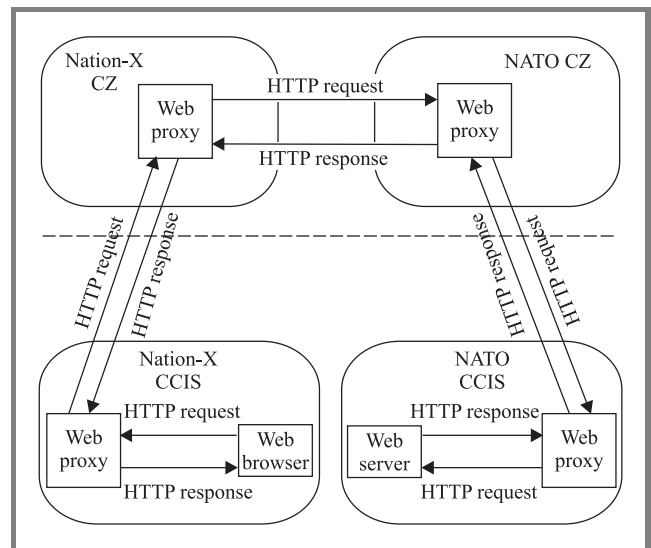 Nation-X
CZ
NATO CZ
HTTP request
Web
proxy
Web
proxy
HTTP response
HTTP request
HTTP response
HTTP response
HTTP request
Nation-X
CCIS
NATO
CCIS
HTTP request
HTTP response
Web
proxy
Web
browser
Web
server
Web
proxy
HTTP response
HTTP request